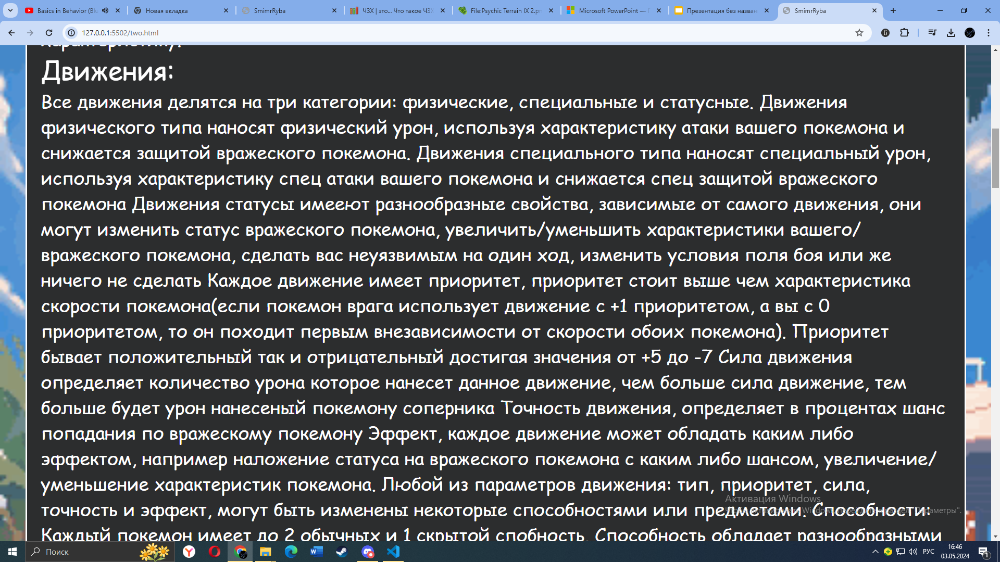 Basics in Behavior (Blu
Новая вкладка
SmimrRyba
ЧЗХ | это... Что такое ЧЗХ
File:Psychic Terrain IX 2.pn
Microsoft PowerPoint —
Презентация без назван
SmimrRyba
127.0.0.1:5502/two.html
характеристику.
Движения:
Все движения делятся на три категории: физические, специальные и статусные. Движения
физического типа наносят физический урон, используя характеристику атаки вашего покемона и
снижается защитой вражеского покемона. Движения специального типа наносят специальный урон,
используя характеристику спец атаки вашего покемона и снижается спец защитой вражеского
покемона Движения статусы имееют разнообразные свойства, зависимые от самого движения, они
могут изменить статус вражеского покемона, увеличить/уменьшить характеристики вашего/
вражеского покемона, сделать вас неуязвимым на один ход, изменить условия поля боя или же
ничего не сделать Каждое движение имеет приоритет, приоритет стоит выше чем характеристика
скорости покемона(если покемон врага использует движение с +1 приоритетом, а вы с 0
приоритетом, то он походит первым внезависимости от скорости обоих покемона). Приоритет
бывает положительный так и отрицательный достигая значения от +5 до -7 Сила движения
определяет количество урона которое нанесет данное движение, чем больше сила движение, тем
больше будет урон нанесеный покемону соперника Точность движения, определяет в процентах шанс
попадания по вражескому покемону Эффект, каждое движение может обладать каким либо
эффектом, например наложение статуса на вражеского покемона с каким либо шансом, увеличение/
уменьшение характеристик покемона. Любой из параметров движения: тип, приоритет, сила,
точность и эффект, могут быть изменены некоторые способностями или предметами. Способности:
Каждый покемон имеет до 2 обычных и 1 скрытой спобность. Способность обладает разнообразными
Активация Windows
Чтобы активировать Windows, перейдите в раздел "Параметры".
Поиск
РУС
16:46
03.05.2024
1